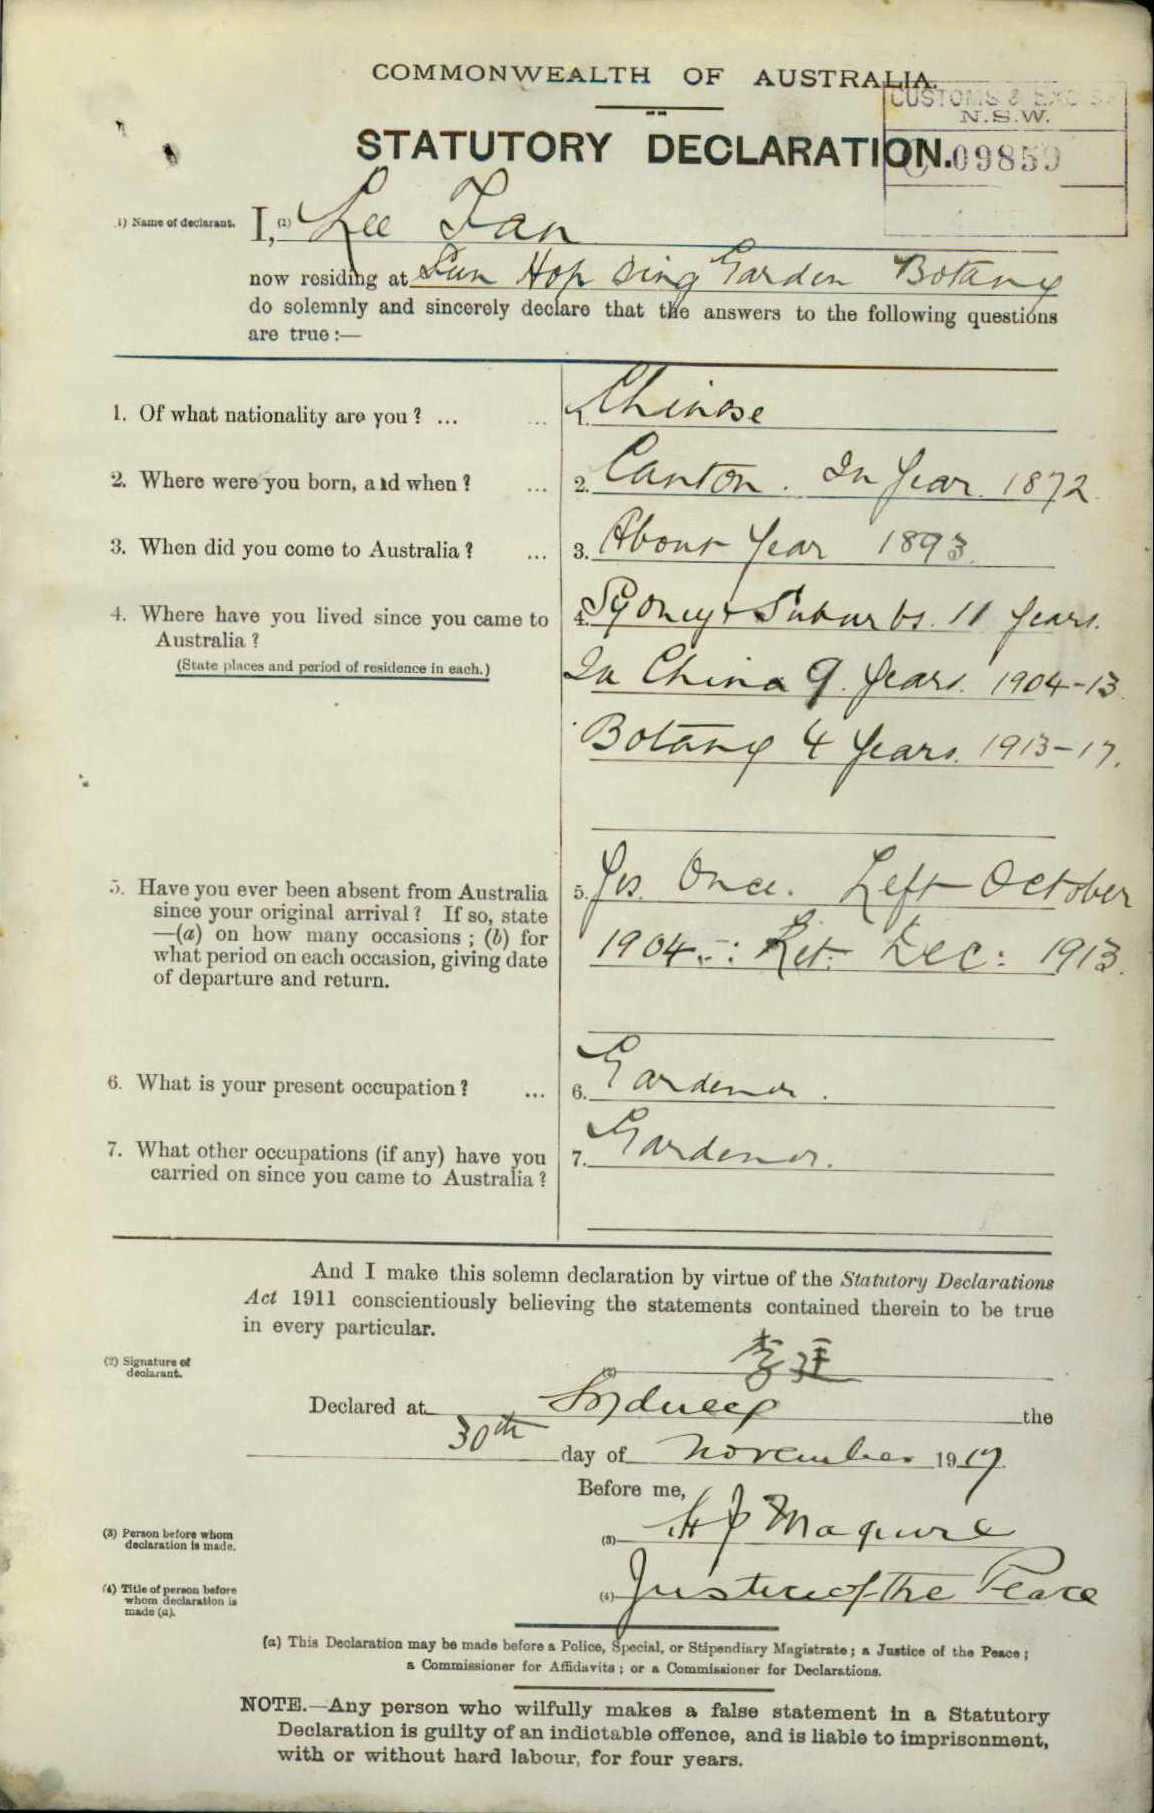 COMMONWEALTH OF AUSTRALIA.
CUSTOMS & EXCISE
N.S.W.
STATUTORY DECLARATION.
C 09859
1) Name of declarant. I, (1) Lee Tan
now residing at Sun Hop Sing Garden Botany
do solemnly and sincerely declare that the answers to the following questions
are true:—
1. Of what nationality are you? ... ... 1. Chinese
2. Where were you born, and when? ... 2. Canton. In Year 1872
3. When did you come to Australia? ... 3. About Year 1893.
4. Where have you lived since you came to
Australia?
(State places and period of residence in each.)
4. Sydney & Suburbs. 11 Years.
In China 9. Years. 1904-13.
Botany 4 Years. 1913-17.
5. Have you ever been absent from Australia
since your original arrival? If so, state
—(a) on how many occasions; (b) for
what period on each occasion, giving date
of departure and return.
5. Yes. Once. Left October
1904.-: Ret. Dec: 1913.
6. What is your present occupation? ... 6. Gardener.
7. What other occupations (if any) have you
carried on since you came to Australia?
7. Gardener.
And I make this solemn declaration by virtue of the Statutory Declarations
Act 1911 conscientiously believing the statements contained therein to be true
in every particular.
(2) Signature of
declarant.
(2) 李
Declared at Sydney the
30th day of November 1917.
Before me,
(3) Person before whom
declaration is made.
(3) H J Maguire
(4) Title of person before
whom declaration is
made (a).
(4) Justice of the Peace
(a) This Declaration may be made before a Police, Special, or Stipendiary Magistrate; a Justice of the Peace;
a Commissioner for Affidavits; or a Commissioner for Declarations.
NOTE.—Any person who wilfully makes a false statement in a Statutory
Declaration is guilty of an indictable offence, and is liable to imprisonment,
with or without hard labour, for four years.